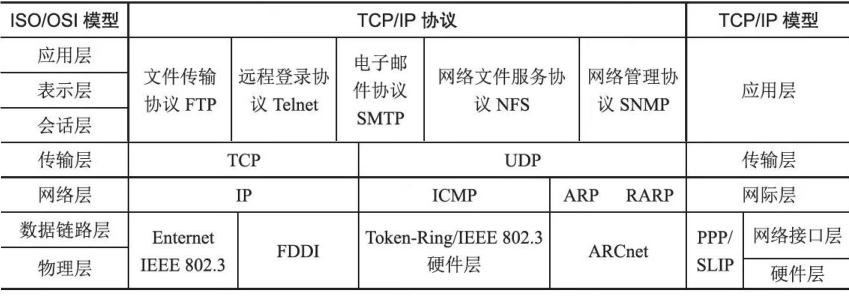 ISO/OSI 模型
TCP/IP 协议
TCP/IP 模型
应用层
表示层
会话层
文件传输
协议 FTP
远程登录协
议 Telnet
电子邮
件协议
SMTP
网络文件服务协
议 NFS
网络管理协
议 SNMP
应用层
传输层
TCP
UDP
传输层
网络层
IP
ICMP
ARP RARP
网际层
数据链路层
物理层
Enternet
IEEE 802.3
FDDI
Token-Ring/IEEE 802.3
硬件层
ARCnet
PPP/
SLIP
网络接口层
硬件层